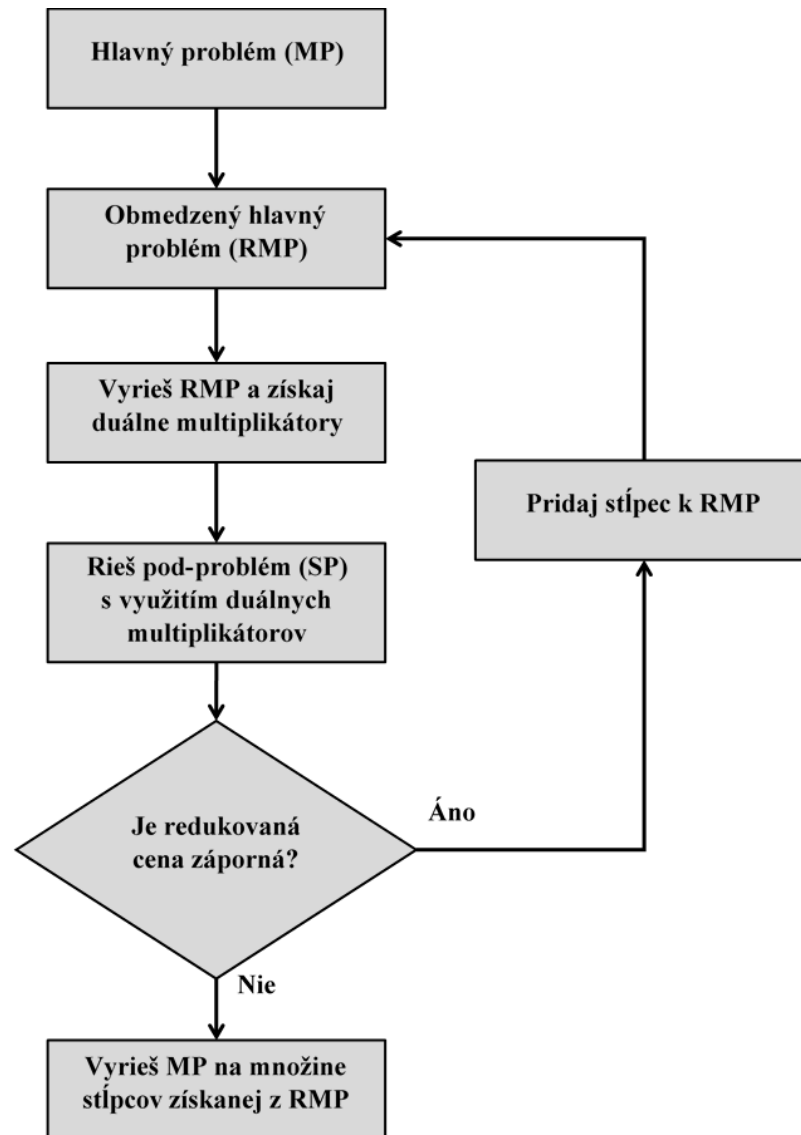 Hlavný problém (MP)
Obmedzený hlavný
problém (RMP)
Vyrieš RMP a získaj
duálne multiplikátory
Pridaj stĺpec k RMP
Rieš pod-problém (SP)
s využitím duálnych
multiplikátorov
Áno
Je redukovaná
cena záporná?
Nie
Vyrieš MP na množine
stĺpcov získanej z RMP